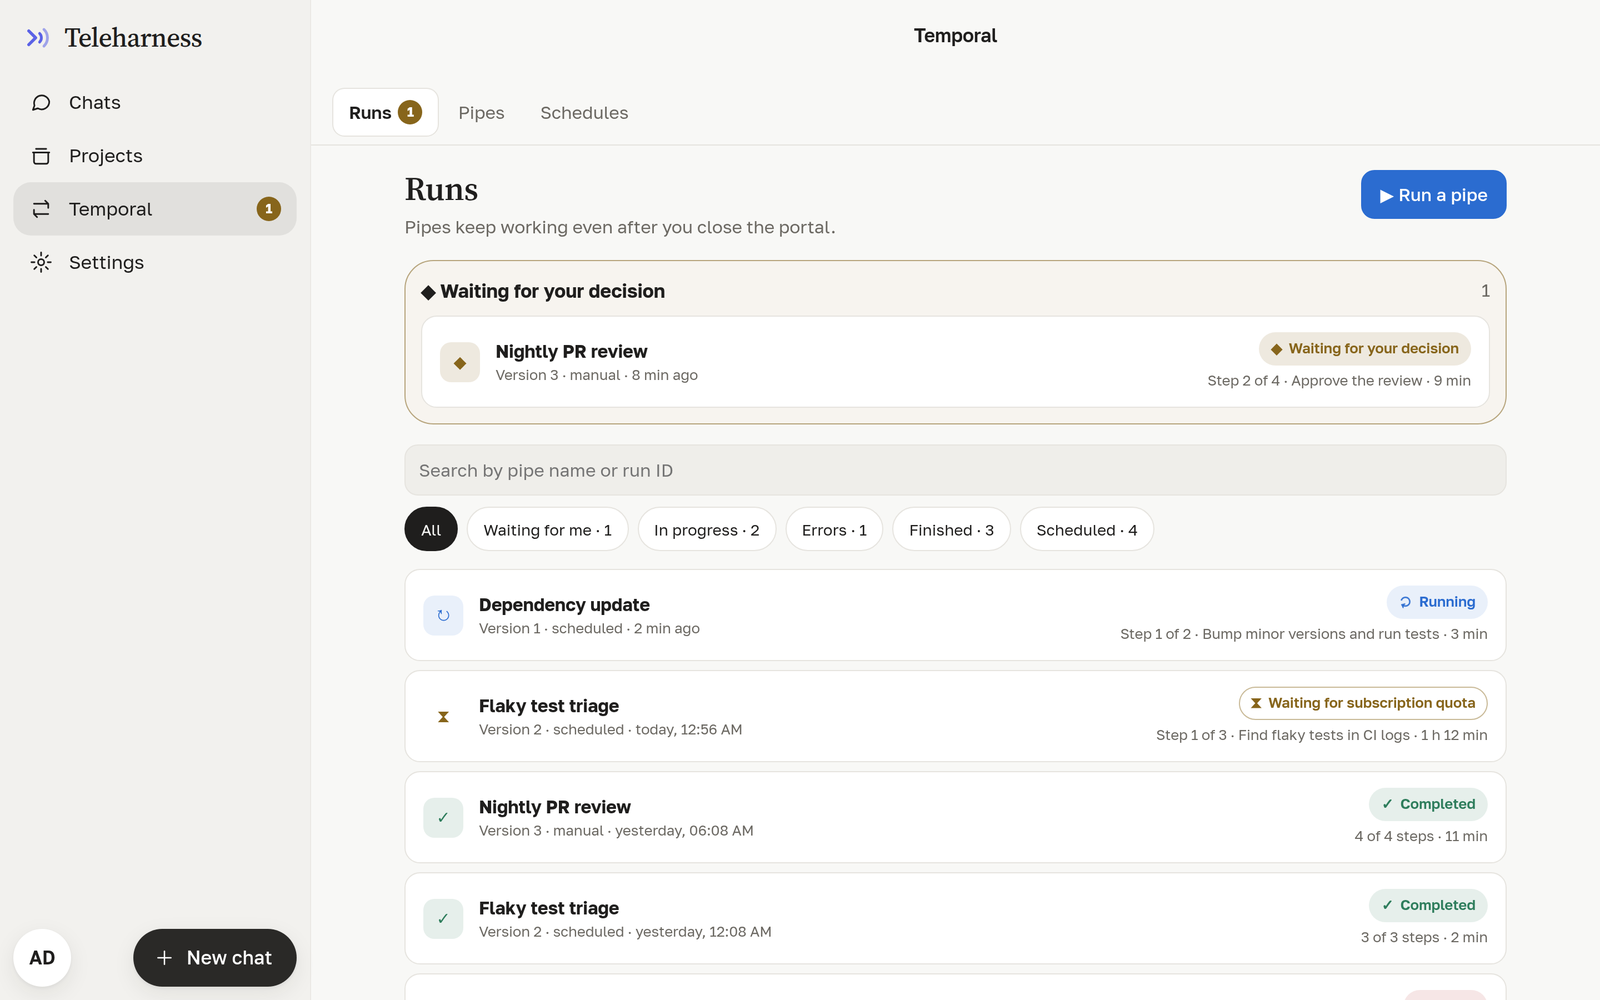 Teleharness
Chats
Projects
Temporal 1
Settings
AD
+ New chat
Temporal
Runs 1
Pipes
Schedules
Runs
Pipes keep working even after you close the portal.
▶ Run a pipe
◆ Waiting for your decision
1
Nightly PR review
Version 3 · manual · 8 min ago
◆ Waiting for your decision
Step 2 of 4 · Approve the review · 9 min
Search by pipe name or run ID
All
Waiting for me · 1
In progress · 2
Errors · 1
Finished · 3
Scheduled · 4
Dependency update
Version 1 · scheduled · 2 min ago
Running
Step 1 of 2 · Bump minor versions and run tests · 3 min
Flaky test triage
Version 2 · scheduled · today, 12:56 AM
Waiting for subscription quota
Step 1 of 3 · Find flaky tests in CI logs · 1 h 12 min
Nightly PR review
Version 3 · manual · yesterday, 06:08 AM
✓ Completed
4 of 4 steps · 11 min
Flaky test triage
Version 2 · scheduled · yesterday, 12:08 AM
✓ Completed
3 of 3 steps · 2 min